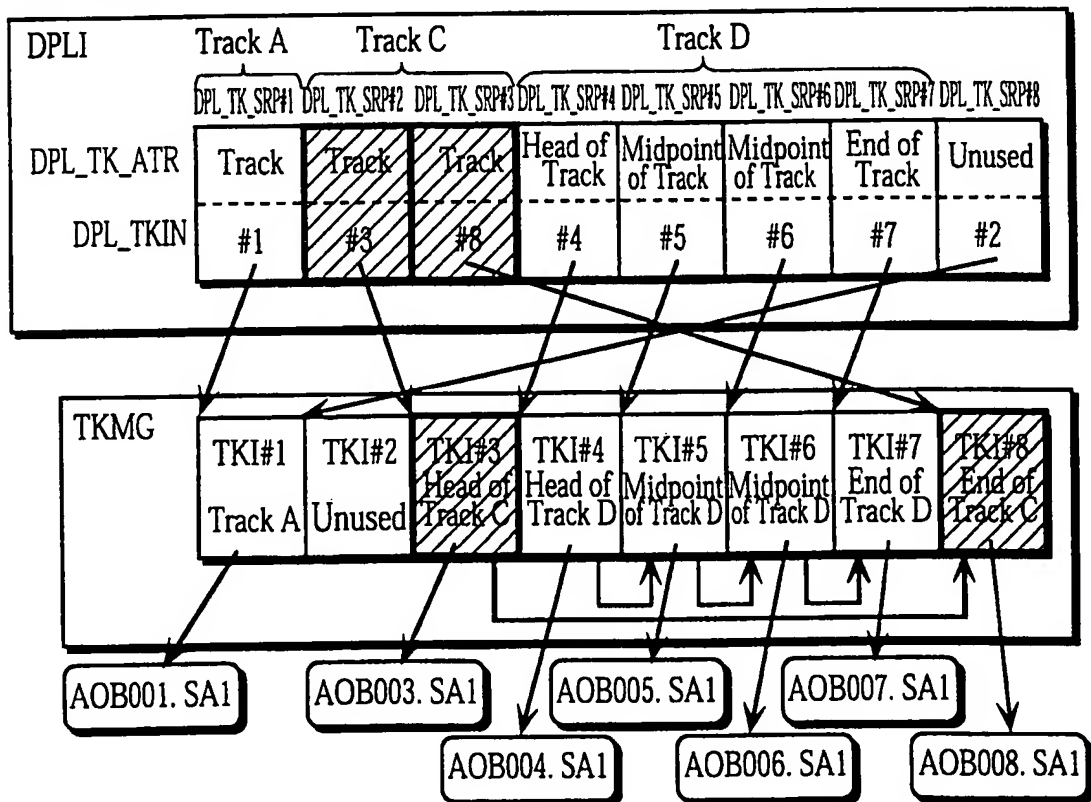 DPLI
Track A
Track C
Track D
DPL_TK_SRP#1 DPL_TK_SRP#2 DPL_TK_SRP#3 DPL_TK_SRP#4 DPL_TK_SRP#5 DPL_TK_SRP#6 DPL_TK_SRP#7 DPL_TK_SRP#8
DPL_TK_ATR
Track
Track
Track
Head of
Track
Midpoint
of Track
Midpoint
of Track
End of
Track
Unused
DPL_TKIN
#1 #3 #8 #4 #5 #6 #7 #2
TKMG
TKI#1
Track A
TKI#2
Unused
TKI#3
Head of
Track C
TKI#4
Head of
Track D
TKI#5
Midpoint
of Track D
TKI#6
Midpoint
of Track D
TKI#7
End of
Track D
TKI#8
End of
Track C
AOB001. SA1
AOB003. SA1
AOB005. SA1
AOB007. SA1
AOB004. SA1
AOB006. SA1
AOB008. SA1